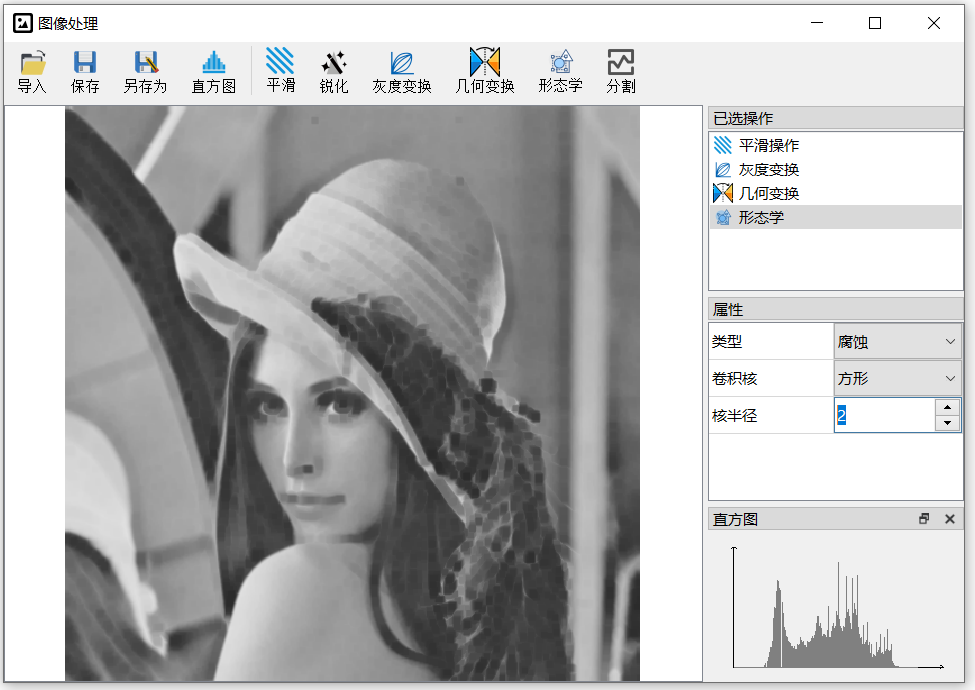 图像处理
导入 保存 另存为 直方图 平滑 锐化 灰度变换 几何变换 形态学 分割
已选操作
平滑操作
灰度变换
几何变换
形态学
属性
类型 腐蚀
卷积核 方形
核半径 2
直方图